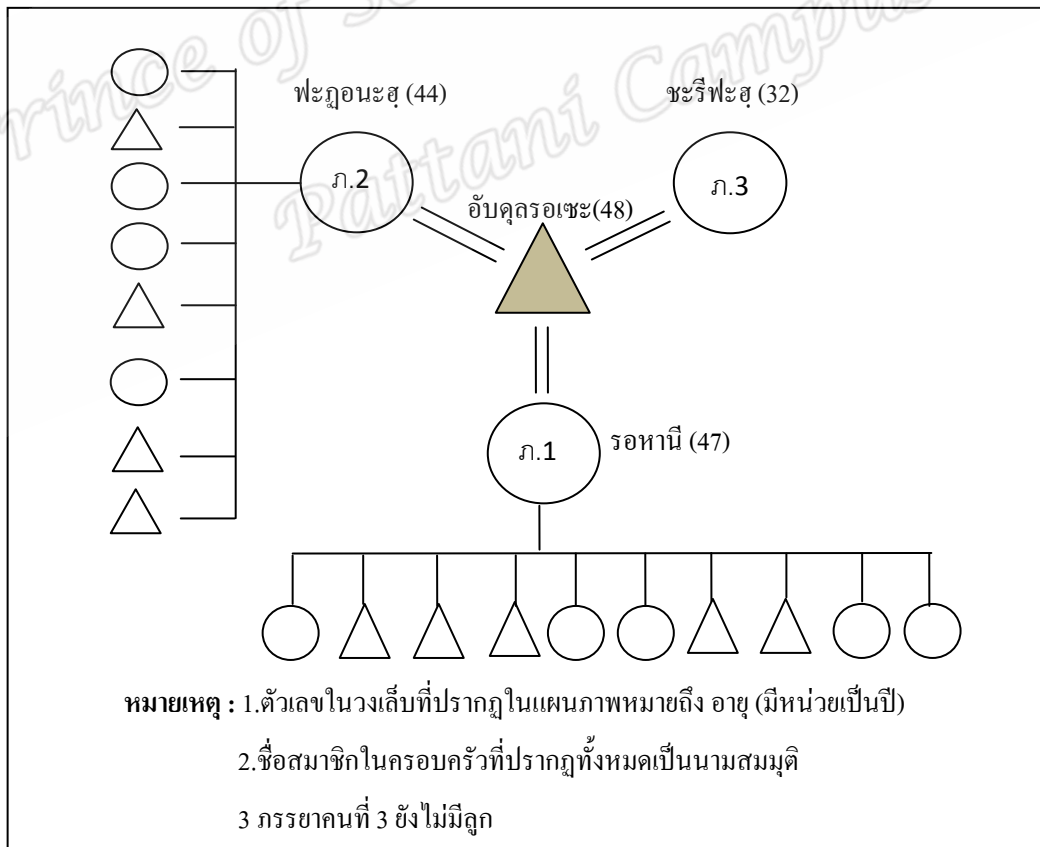 Prince of So
Pattani Campus
ฟะฏอนะฮฺ (44)
ชะรีฟะฮฺ (32)
ภ.2
ภ.3
อับดุลรอเซะ(48)
ภ.1
รอหานี (47)
หมายเหตุ : 1.ตัวเลขในวงเล็บที่ปรากฏในแผนภาพหมายถึง อายุ (มีหน่วยเป็นปี)
2.ชื่อสมาชิกในครอบครัวที่ปรากฏทั้งหมดเป็นนามสมมุติ
3 ภรรยาคนที่ 3 ยังไม่มีลูก